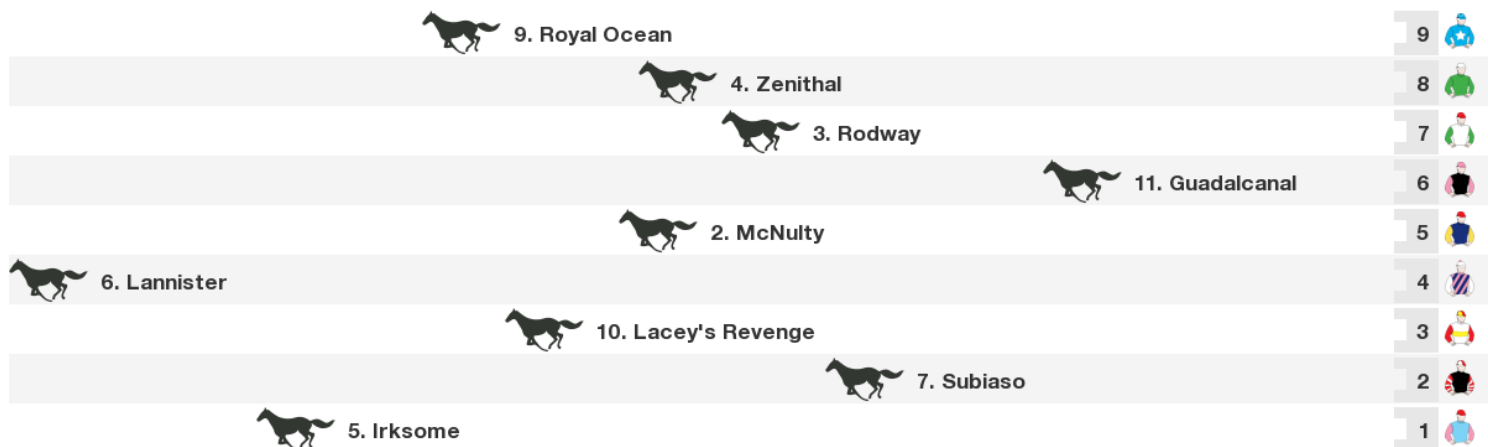 9. Royal Ocean 9
4. Zenithal 8
3. Rodway 7
11. Guadalcanal 6
2. McNulty 5
6. Lannister 4
10. Lacey's Revenge 3
7. Subiaso 2
5. Irksome 1